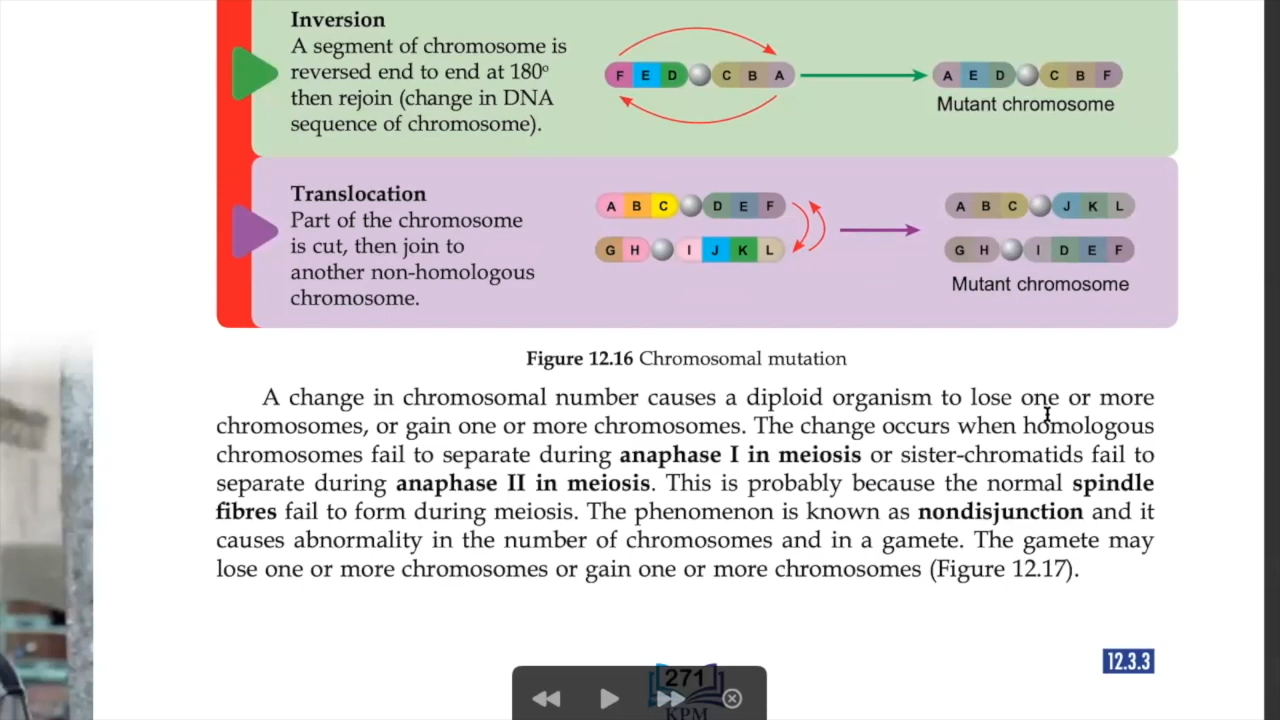 Inversion
A segment of chromosome is
reversed end to end at 180º
then rejoin (change in DNA
sequence of chromosome).
F E D C B A
A E D C B F
Mutant chromosome
Translocation
Part of the chromosome
is cut, then join to
another non-homologous
chromosome.
A B C D E F
G H I J K L
A B C J K L
G H I D E F
Mutant chromosome
Figure 12.16 Chromosomal mutation
A change in chromosomal number causes a diploid organism to lose one or more
chromosomes, or gain one or more chromosomes. The change occurs when homologous
chromosomes fail to separate during anaphase I in meiosis or sister-chromatids fail to
separate during anaphase II in meiosis. This is probably because the normal spindle
fibres fail to form during meiosis. The phenomenon is known as nondisjunction and it
causes abnormality in the number of chromosomes and in a gamete. The gamete may
lose one or more chromosomes or gain one or more chromosomes (Figure 12.17).
12.3.3
271
KPM